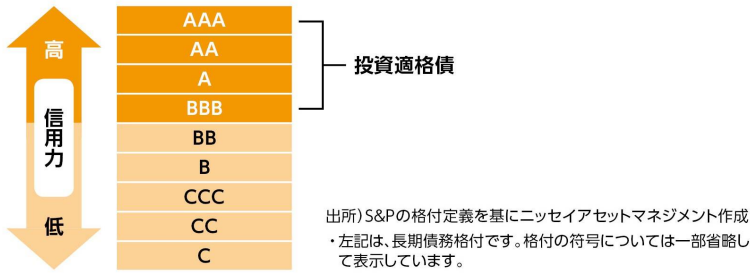 高
信用力
低
AAA
AA
A
BBB
BB
B
CCC
CC
C
投資適格債
出所）S&Pの格付定義を基にニッセイアセットマネジメント作成
・左記は、長期債務格付です。格付の符号については一部省略し
て表示しています。